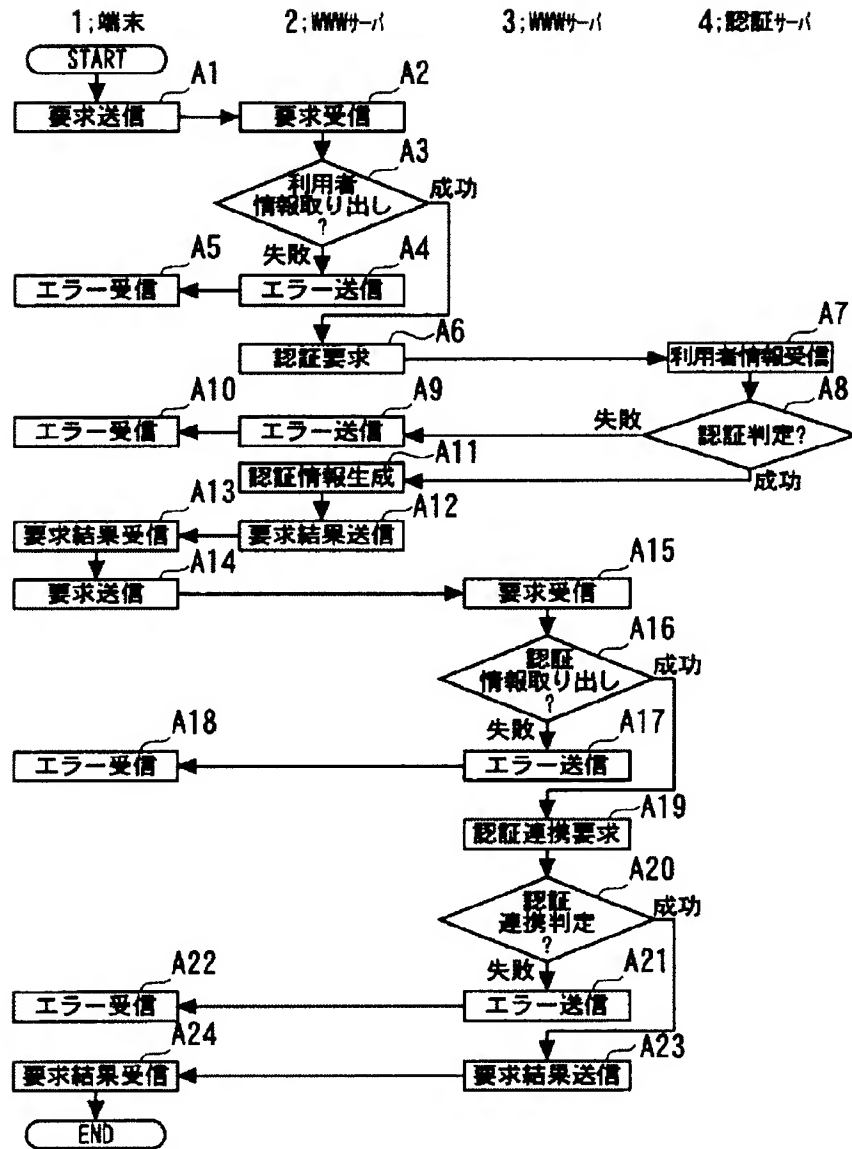 1;端末
2;WWWサーバ
3;WWWサーバ
4;認証サーバ
START
A1
要求送信
A2
要求受信
A3
利用者
情報取り出し
?
成功
失敗
A5
エラー受信
A4
エラー送信
A6
認証要求
A7
利用者情報受信
A8
認証判定?
失敗
成功
A10
エラー受信
A9
エラー送信
A11
認証情報生成
A13
要求結果受信
A12
要求結果送信
A14
要求送信
A15
要求受信
A16
認証
情報取り出し
?
成功
失敗
A18
エラー受信
A17
エラー送信
A19
認証連携要求
A20
認証
連携判定
?
成功
失敗
A22
エラー受信
A21
エラー送信
A24
要求結果受信
A23
要求結果送信
END